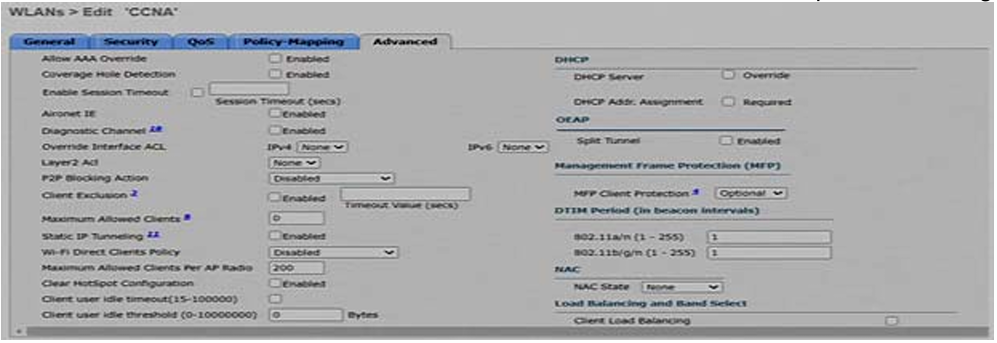 WLANs > Edit 'CCNA'
General Security QoS Policy-Mapping Advanced
Allow AAA Override Enabled
Coverage Hole Detection Enabled
Enable Session Timeout
Session Timeout (secs)
Aironet IE Enabled
Diagnostic Channel 18 Enabled
Override Interface ACL IPv4 None IPv6 None
Layer2 Acl None
P2P Blocking Action Disabled
Client Exclusion 3 Enabled
Timeout Value (secs)
Maximum Allowed Clients 8 0
Static IP Tunneling 11 Enabled
Wi-Fi Direct Clients Policy Disabled
Maximum Allowed Clients Per AP Radio 200
Clear HotSpot Configuration Enabled
Client user idle timeout(15-100000)
Client user idle threshold (0-10000000) 0 Bytes
DHCP
DHCP Server Override
DHCP Addr. Assignment Required
OEAP
Split Tunnel Enabled
Management Frame Protection (MFP)
MFP Client Protection 4 Optional
DTIM Period (in beacon intervals)
802.11a/n (1 - 255) 1
802.11b/g/n (1 - 255) 1
NAC
NAC State None
Load Balancing and Band Select
Client Load Balancing